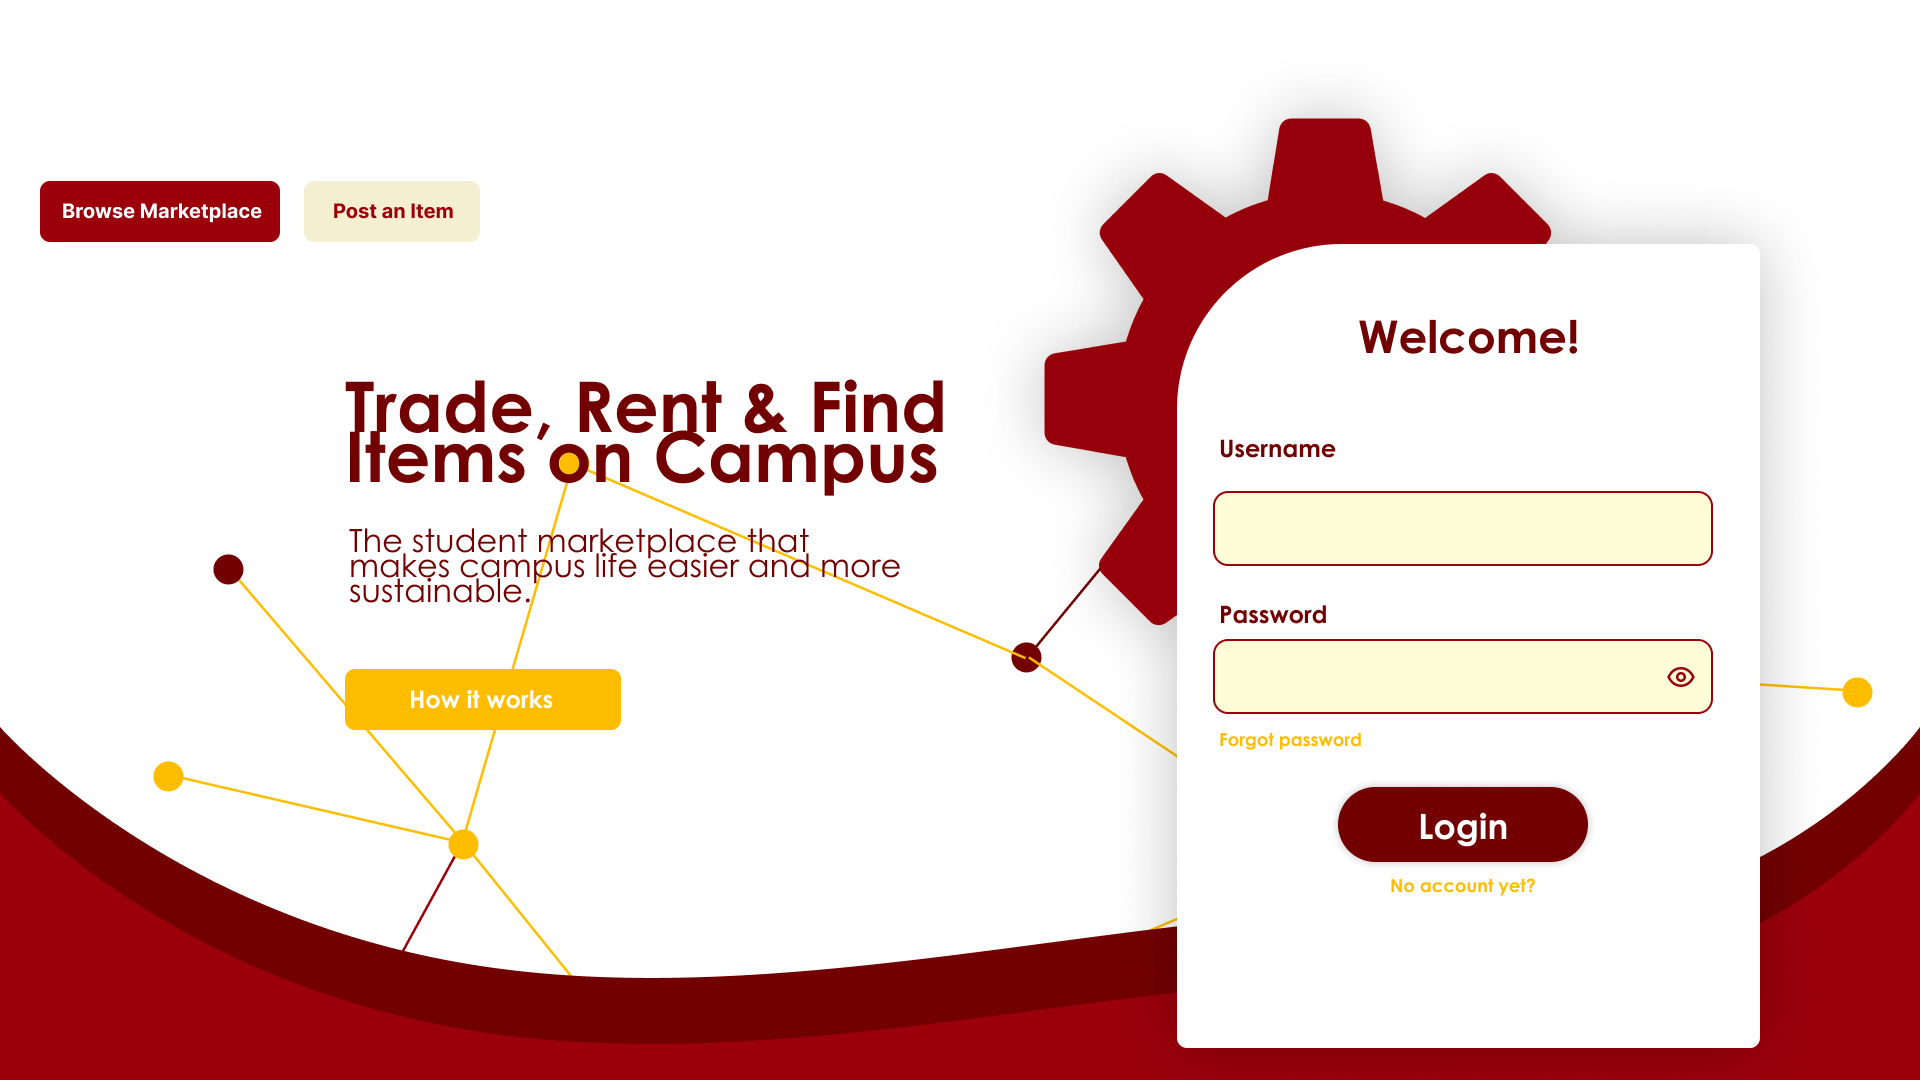 Browse Marketplace
Post an Item
Trade, Rent & Find
Items on Campus
The student marketplace that
makes campus life easier and more
sustainable.
How it works
Welcome!
Username
Password
Forgot password
Login
No account yet?